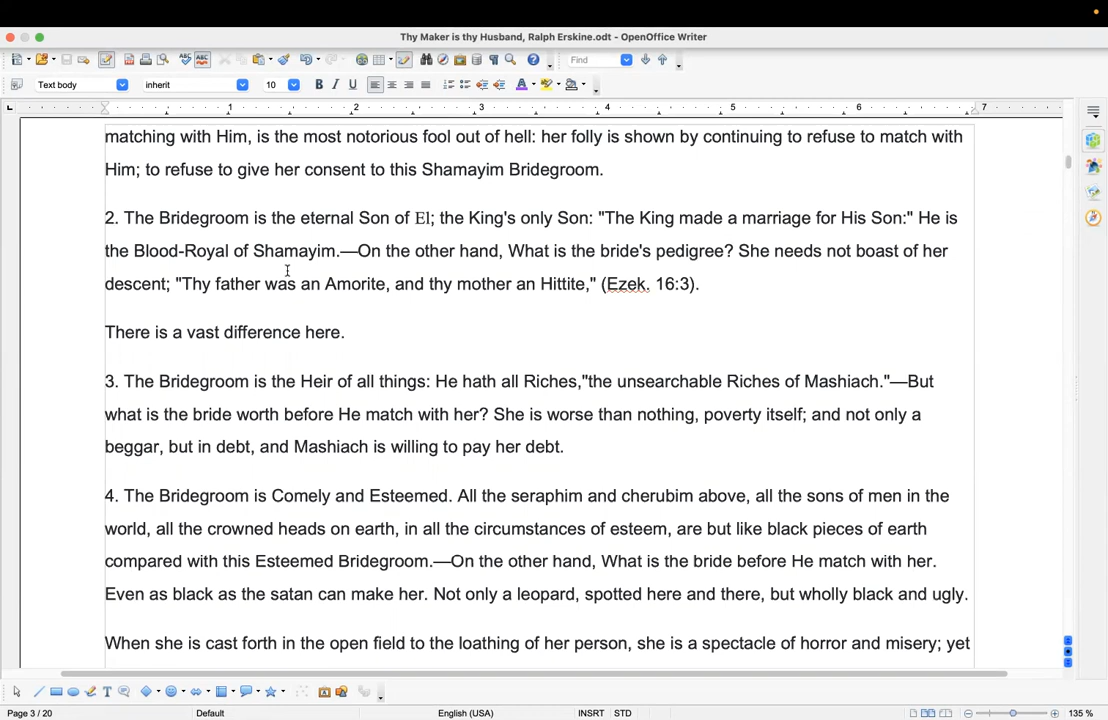 Thy Maker is thy Husband, Ralph Erskine.odt - OpenOffice Writer
Find
Text body inherit 10 B I U A
1 2 3 4 5 6 7
matching with Him, is the most notorious fool out of hell: her folly is shown by continuing to refuse to match with
Him; to refuse to give her consent to this Shamayim Bridegroom.
2. The Bridegroom is the eternal Son of El; the King's only Son: "The King made a marriage for His Son:" He is
the Blood-Royal of Shamayim.—On the other hand, What is the bride's pedigree? She needs not boast of her
descent; "Thy father was an Amorite, and thy mother an Hittite," (Ezek. 16:3).
There is a vast difference here.
3. The Bridegroom is the Heir of all things: He hath all Riches,"the unsearchable Riches of Mashiach."—But
what is the bride worth before He match with her? She is worse than nothing, poverty itself; and not only a
beggar, but in debt, and Mashiach is willing to pay her debt.
4. The Bridegroom is Comely and Esteemed. All the seraphim and cherubim above, all the sons of men in the
world, all the crowned heads on earth, in all the circumstances of esteem, are but like black pieces of earth
compared with this Esteemed Bridegroom.—On the other hand, What is the bride before He match with her.
Even as black as the satan can make her. Not only a leopard, spotted here and there, but wholly black and ugly.
When she is cast forth in the open field to the loathing of her person, she is a spectacle of horror and misery; yet
Page 3 / 20 Default English (USA) INSRT STD 135 %